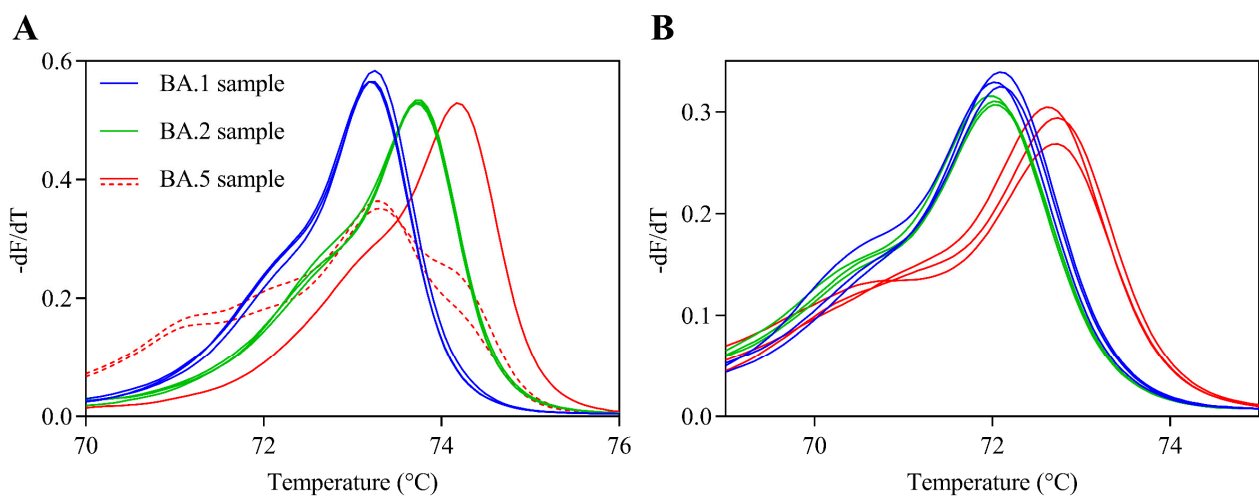 A
B
0.6
0.4
0.2
0.0
-dF/dT
BA.1 sample
BA.2 sample
BA.5 sample
70
72
74
76
Temperature (°C)
0.3
0.2
0.1
0.0
-dF/dT
70
72
74
Temperature (°C)